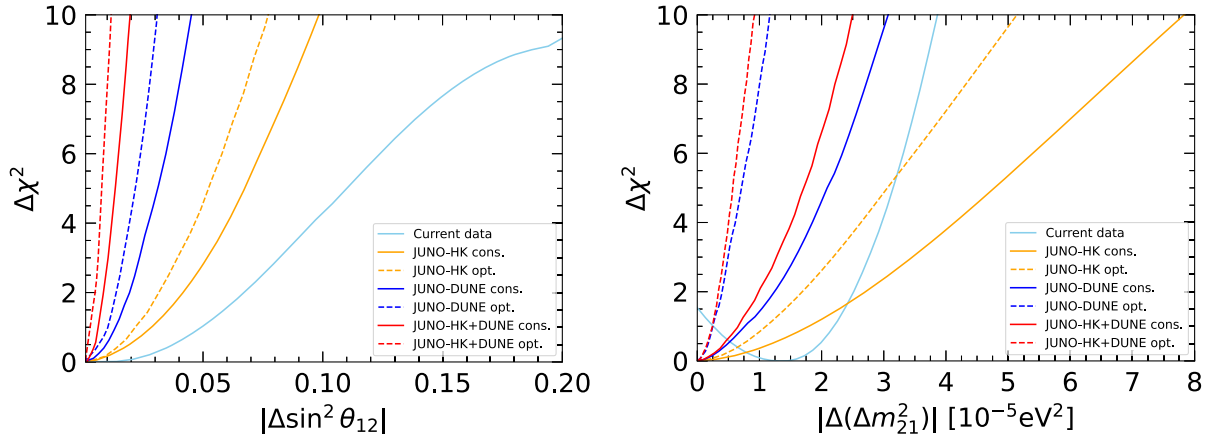 10
8
6
4
2
0
Δχ²
0.05
0.10
0.15
0.20
|Δsin² θ₁₂|
Current data
JUNO-HK cons.
JUNO-HK opt.
JUNO-DUNE cons.
JUNO-DUNE opt.
JUNO-HK+DUNE cons.
JUNO-HK+DUNE opt.
10
8
6
4
2
0
Δχ²
0
1
2
3
4
5
6
7
8
|Δ(Δm²₂₁)| [10⁻⁵eV²]
Current data
JUNO-HK cons.
JUNO-HK opt.
JUNO-DUNE cons.
JUNO-DUNE opt.
JUNO-HK+DUNE cons.
JUNO-HK+DUNE opt.